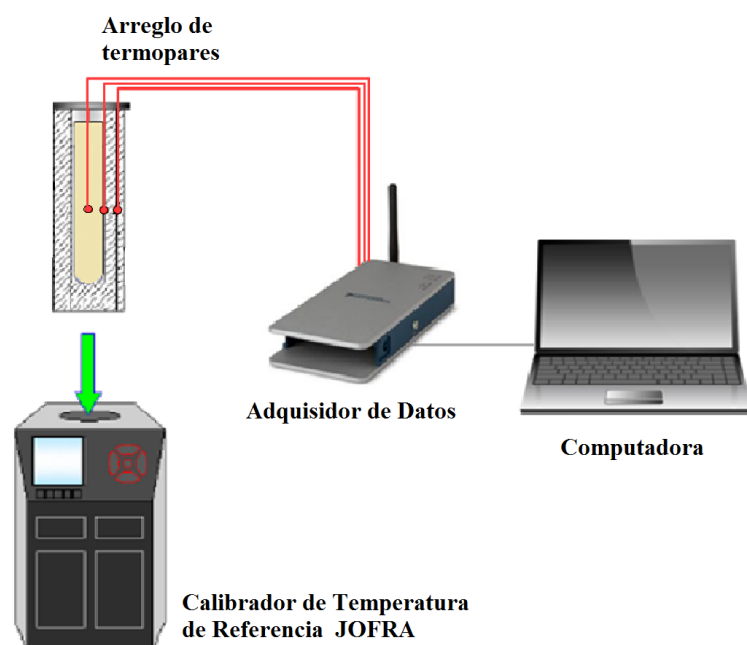 Arreglo de
termopares
Adquisidor de Datos
Computadora
Calibrador de Temperatura
de Referencia JOFRA